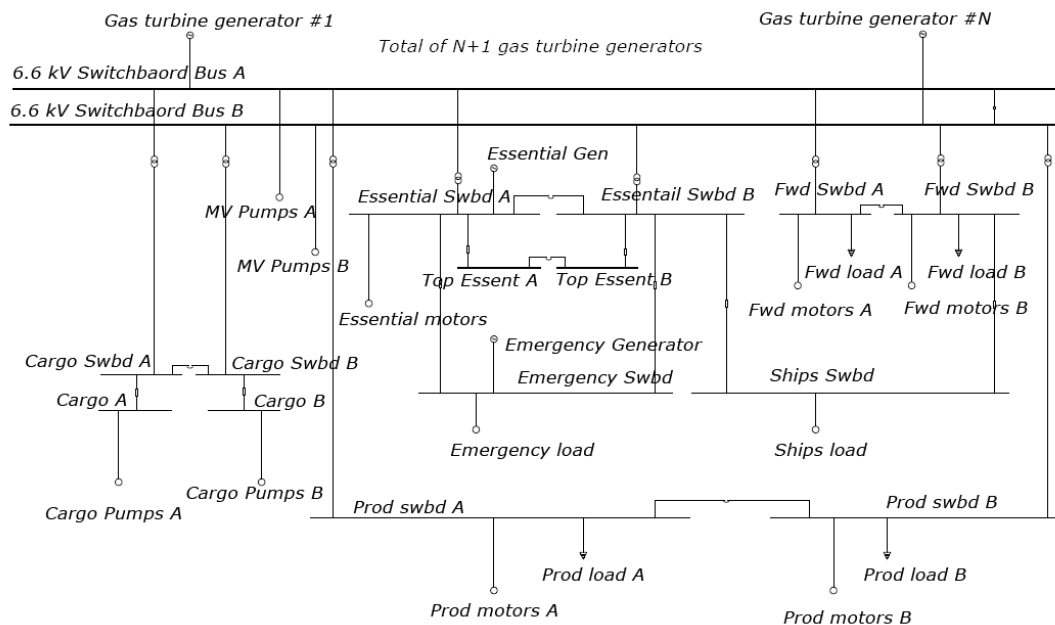 Gas turbine generator #1
Gas turbine generator #N
Total of N+1 gas turbine generators
6.6 kV Switchbaord Bus A
6.6 kV Switchbaord Bus B
Essential Gen
Essential Swbd A
Essentail Swbd B
Fwd Swbd A
Fwd Swbd B
MV Pumps A
MV Pumps B
Top Essent A
Top Essent B
Fwd load A
Fwd load B
Fwd motors A
Fwd motors B
Essential motors
Emergency Generator
Cargo Swbd A
Cargo Swbd B
Emergency Swbd
Ships Swbd
Cargo A
Cargo B
Emergency load
Ships load
Cargo Pumps A
Cargo Pumps B
Prod swbd A
Prod swbd B
Prod load A
Prod load B
Prod motors A
Prod motors B